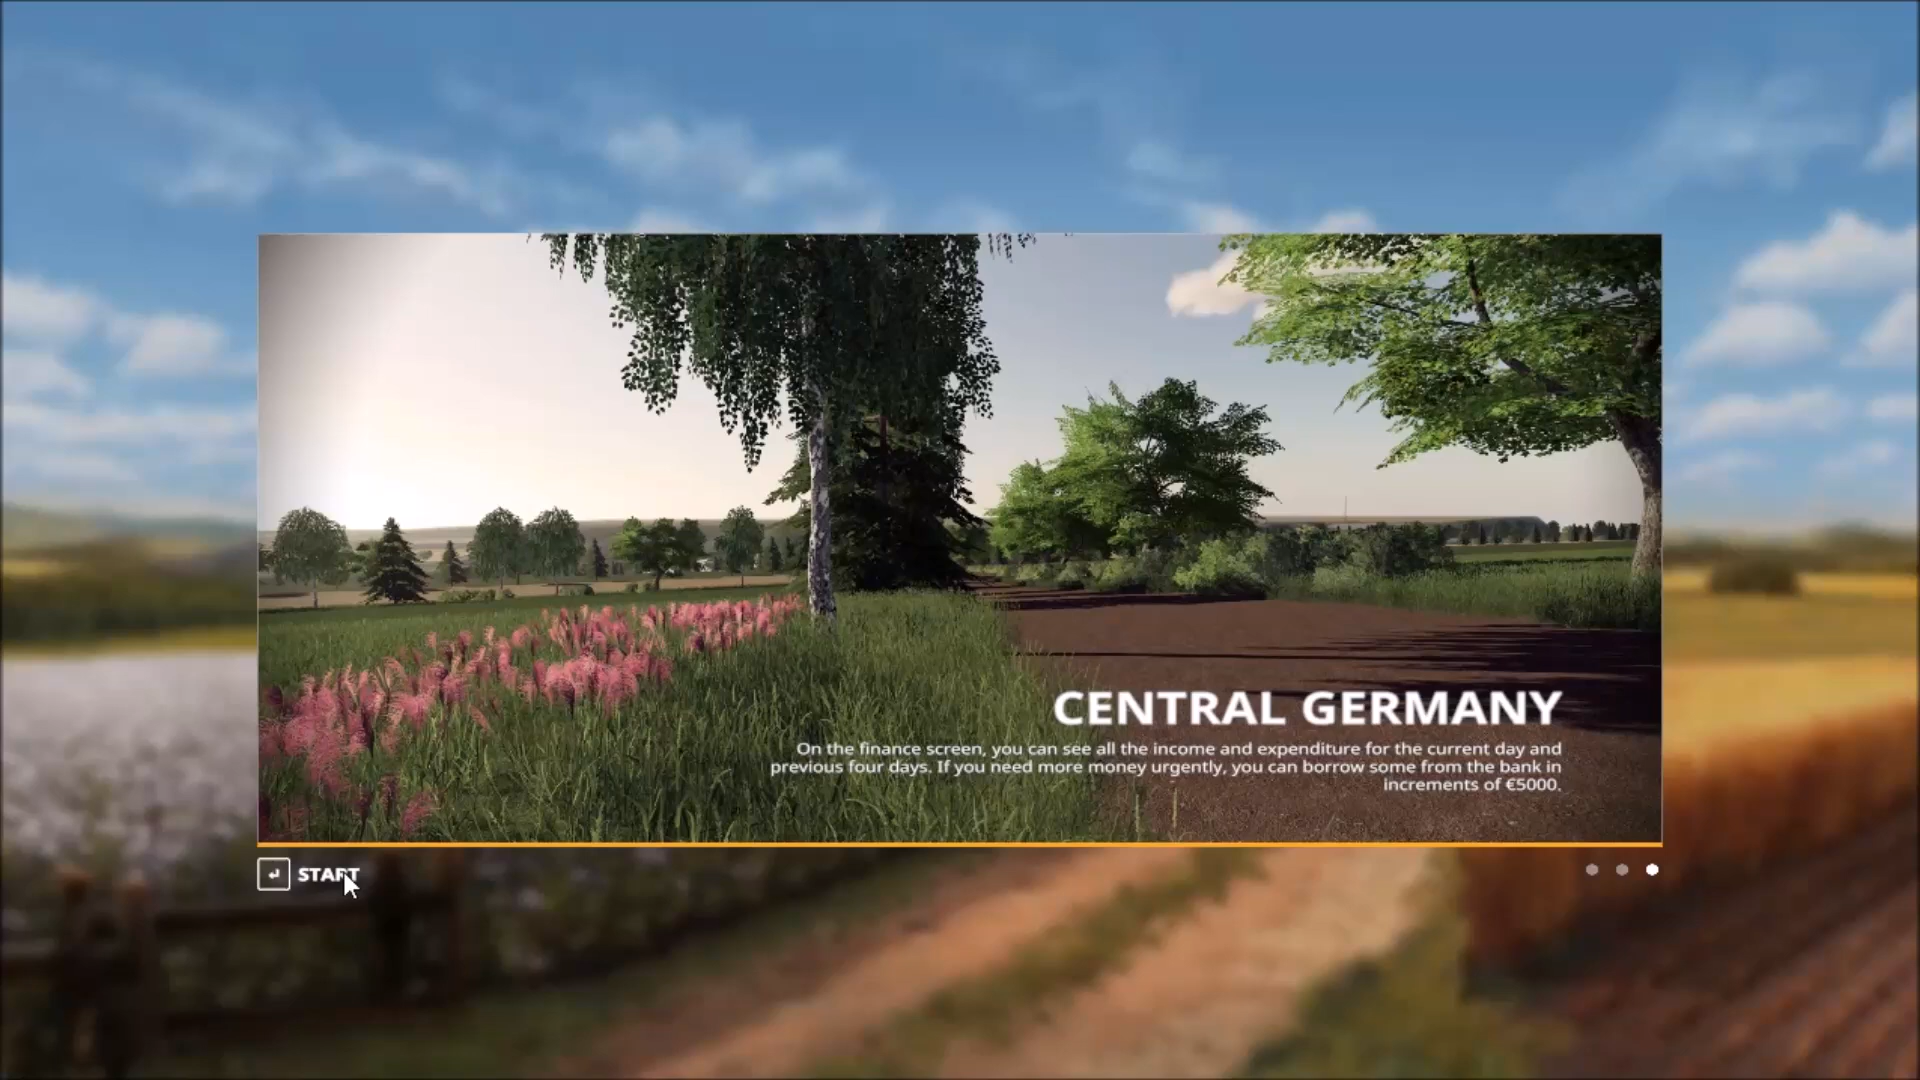 CENTRAL GERMANY
On the finance screen, you can see all the income and expenditure for the current day and
previous four days. If you need more money urgently, you can borrow some from the bank in
increments of €5000.
START